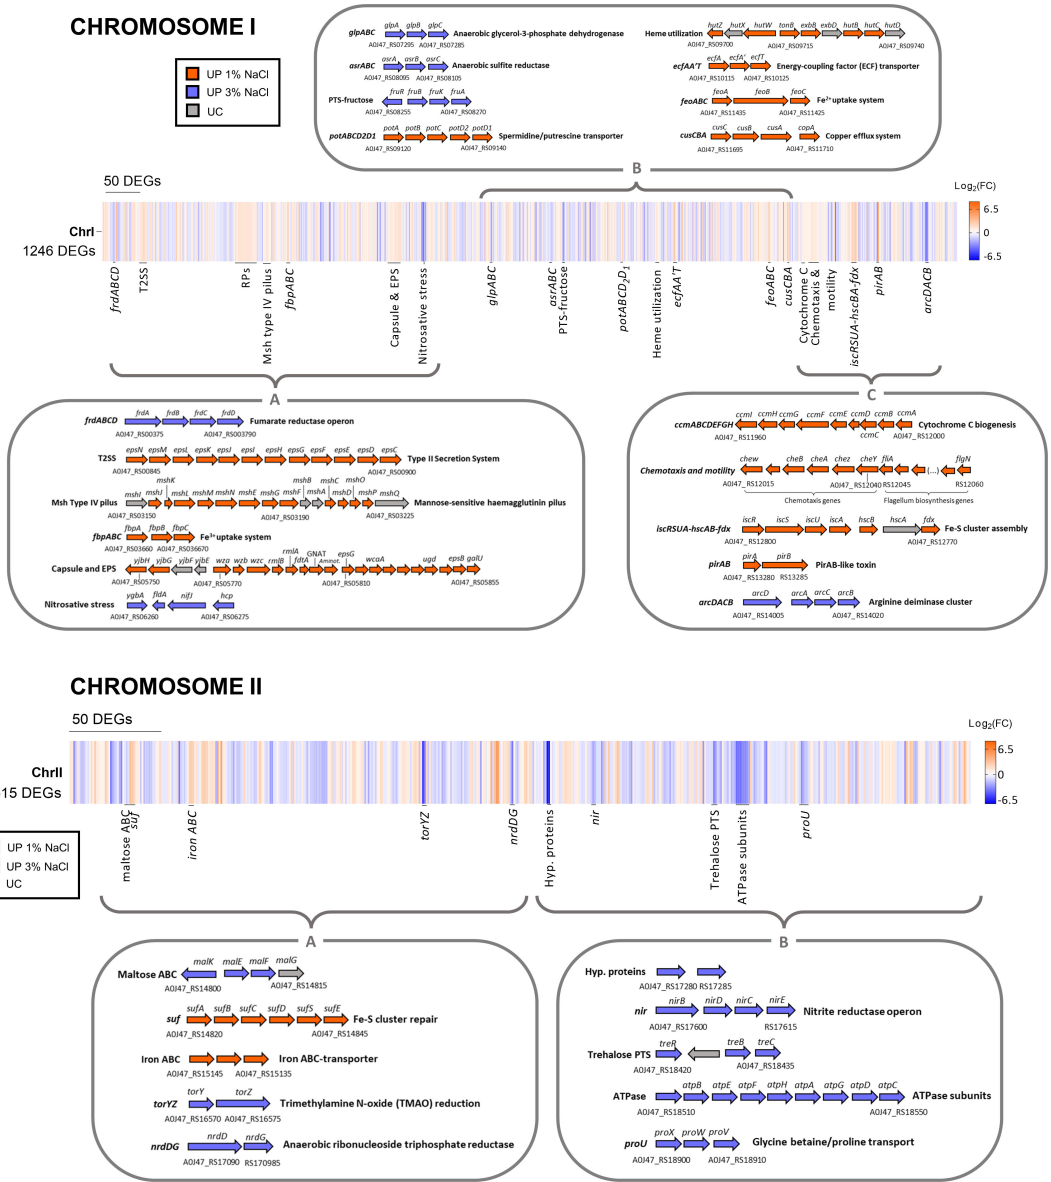 CHROMOSOME I
UP 1% NaCl
UP 3% NaCl
UC
glpA glpB glpC
glpABC Anaerobic glycerol-3-phosphate dehydrogenase
A0J47_RS07295 A0J47_RS07285
asrA asrB asrC
asrABC Anaerobic sulfite reductase
A0J47_RS08095 A0J47_RS08105
fruR fruB fruK fruA
PTS-fructose
A0J47_RS08255 A0J47_RS08270
potA potB potC potD2 potD1
potABCD2D1 Spermidine/putrescine transporter
A0J47_RS09120 A0J47_RS09140
hutZ hutX hutW tonB exbB exbD hutB hutC hutD
Heme utilization
A0J47_RS09700 A0J47_RS09715 A0J47_RS09740
ecfA ecfA' ecfT
ecfAA'T Energy-coupling factor (ECF) transporter
A0J47_RS10115 A0J47_RS10125
feoA feoB feoC
feoABC Fe2+ uptake system
A0J47_RS11435 A0J47_RS11425
cusC cusB cusA copA
cusCBA Copper efflux system
A0J47_RS11695 A0J47_RS11710
B
50 DEGs
Log2(FC)
6.5
0
-6.5
ChrI
1246 DEGs
frdABCD
T2SS
RPs
Msh type IV pilus
fbpABC
Capsule & EPS
Nitrosative stress
glpABC
asrABC
PTS-fructose
potABCD2D1
Heme utilization
ecfAA'T
feoABC
cusCBA
Cytochrome C
Chemotaxis &
motility
iscRSUA-hscBA-fdx
pirAB
arcDACB
A
frdA frdB frdC frdD
frdABCD Fumarate reductase operon
A0J47_RS00375 A0J47_RS003790
epsN epsM epsL epsK epsJ epsI epsH epsG epsF epsE epsD epsC
T2SS Type II Secretion System
A0J47_RS00845 A0J47_RS00900
mshI mshJ mshK mshL mshM mshN mshE mshG mshF mshB mshA mshC mshD mshO mshP mshQ
Msh Type IV pilus Mannose-sensitive haemagglutinin pilus
A0J47_RS03150 A0J47_RS03190 A0J47_RS03225
fbpA fbpB fbpC
fbpABC Fe3+uptake system
A0J47_RS03660 A0J47_RS036670
yjbH yjbG yjbF yjbE wza wzb wzc rmlB rmlA fdtA GNAT Aminot. epsG wcaA ugd epsB galU
Capsule and EPS
A0J47_RS05750 A0J47_RS05770 A0J47_RS05810 A0J47_RS05855
ygbA fldA nifJ hcp
Nitrosative stress
A0J47_RS06260 A0J47_RS06275
C
ccmI ccmH ccmG ccmF ccmE ccmD ccmB ccmA
ccmABCDEFGH Cytochrome C biogenesis
A0J47_RS11960 ccmC A0J47_RS12000
chew cheB cheA chez cheY fliA flgN
Chemotaxis and motility (...)
A0J47_RS12015 A0J47_RS12040 RS12045 RS12060
Chemotaxis genes Flagellum biosynthesis genes
iscR iscS iscU iscA hscB hscA fdx
iscRSUA-hscAB-fdx Fe-S cluster assembly
A0J47_RS12800 A0J47_RS12770
pirA pirB
pirAB PirAB-like toxin
A0J47_RS13280 RS13285
arcD arcA arcC arcB
arcDACB Arginine deiminase cluster
A0J47_RS14005 A0J47_RS14020
CHROMOSOME II
50 DEGs
Log2(FC)
6.5
0
-6.5
ChrII
15 DEGs
UP 1% NaCl
UP 3% NaCl
UC
maltose ABC
suf
iron ABC
torYZ
nrdDG
Hyp. proteins
nir
Trehalose PTS
ATPase subunits
proU
A
malK malE malF malG
Maltose ABC
A0J47_RS14800 A0J47_RS14815
sufA sufB sufC sufD sufS sufE
suf Fe-S cluster repair
A0J47_RS14820 A0J47_RS14845
Iron ABC Iron ABC-transporter
A0J47_RS15145 A0J47_RS15135
torY torZ
torYZ Trimethylamine N-oxide (TMAO) reduction
A0J47_RS16570 A0J47_RS16575
nrdD nrdG
nrdDG Anaerobic ribonucleoside triphosphate reductase
A0J47_RS17090 RS170985
B
Hyp. proteins
A0J47_RS17280 RS17285
nirB nirD nirC nirE
nir Nitrite reductase operon
A0J47_RS17600 RS17615
treR treB treC
Trehalose PTS
A0J47_RS18420 A0J47_RS18435
atpB atpE atpF atpH atpA atpG atpD atpC
ATPase ATPase subunits
A0J47_RS18510 A0J47_RS18550
proX proW proV
proU Glycine betaine/proline transport
A0J47_RS18900 A0J47_RS18910